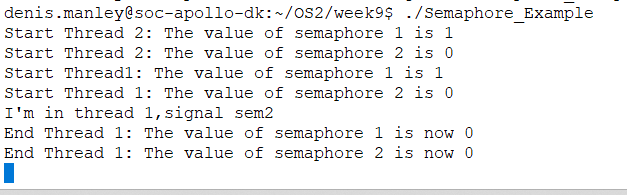 denis.manley@soc-apollo-dk:~/OS2/week9$ ./Semaphore_Example
Start Thread 2: The value of semaphore 1 is 1
Start Thread 2: The value of semaphore 2 is 0
Start Thread1: The value of semaphore 1 is 1
Start Thread 1: The value of semaphore 2 is 0
I'm in thread 1,signal sem2
End Thread 1: The value of semaphore 1 is now 0
End Thread 1: The value of semaphore 2 is now 0